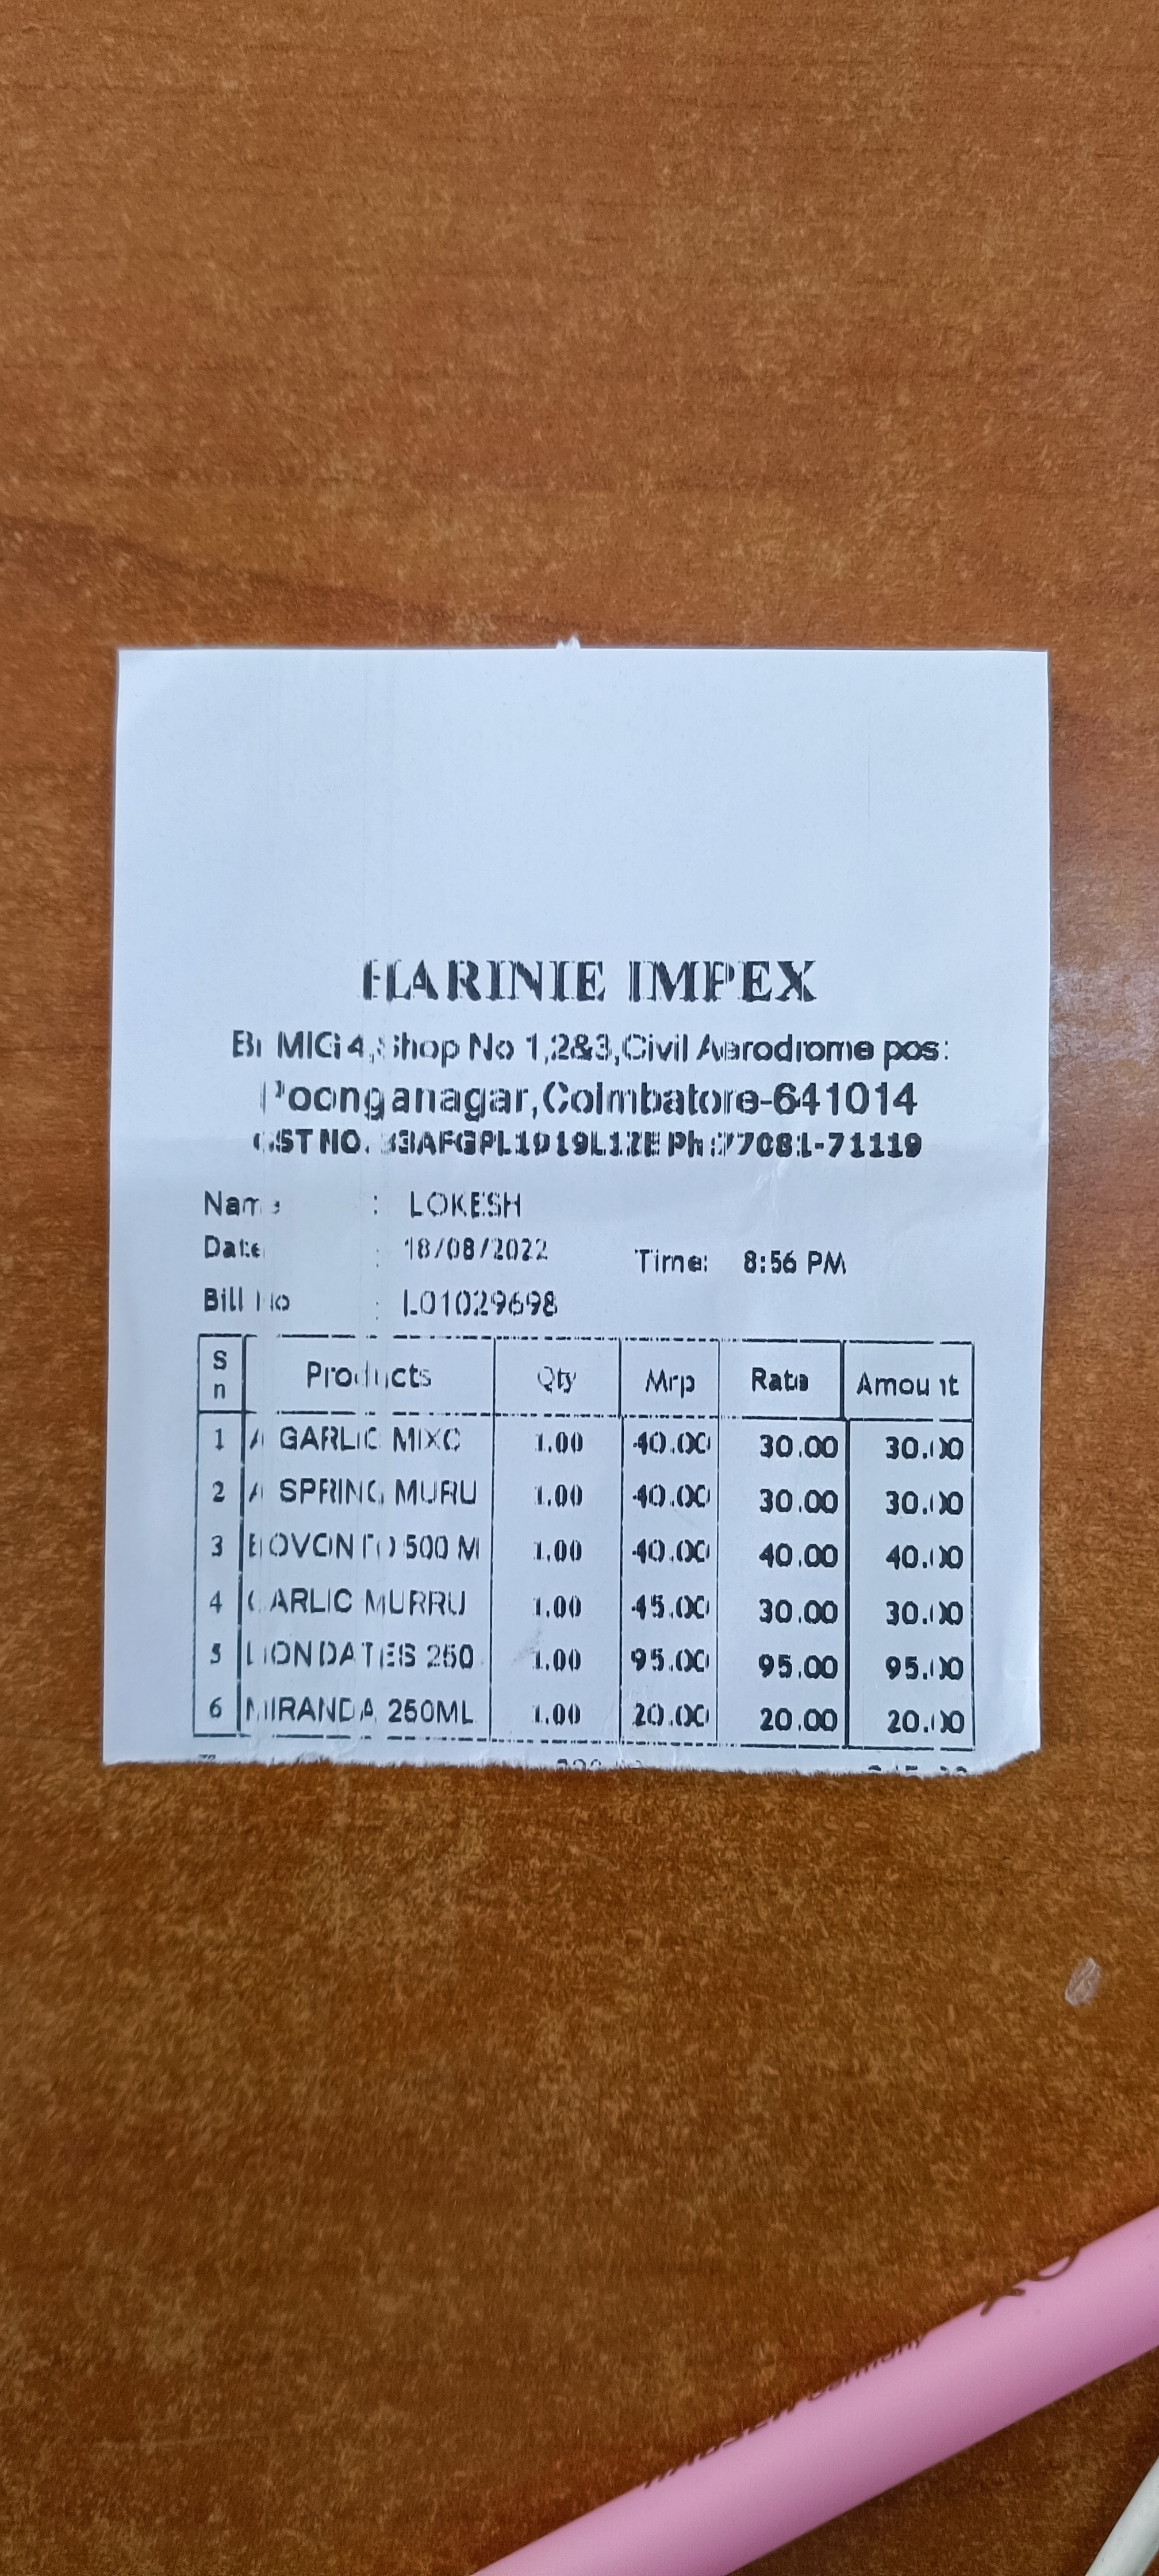 HARINIE IMPEX
MIG 4, Shop No 1,2&3,Civil Aerodrome pos:
Poonganagar,Coimbatore-641014
GST NO. Ph:77081-71119
Name : LOKESH
Date : 18/08/2022 Time: 8:56 PM
Bill No : L01029698
Sn Products Qty Mrp Rate Amount
1 A GARLIC MIXC 1.00 40.00 30.00 30.00
2 A SPRING MURU 1.00 40.00 30.00 30.00
3 BOVONTO 500 M 1.00 40.00 40.00 40.00
4 GARLIC MURRU 1.00 45.00 30.00 30.00
5 LION DATES 250 1.00 95.00 95.00 95.00
6 MIRANDA 250ML 1.00 20.00 20.00 20.00
Germany